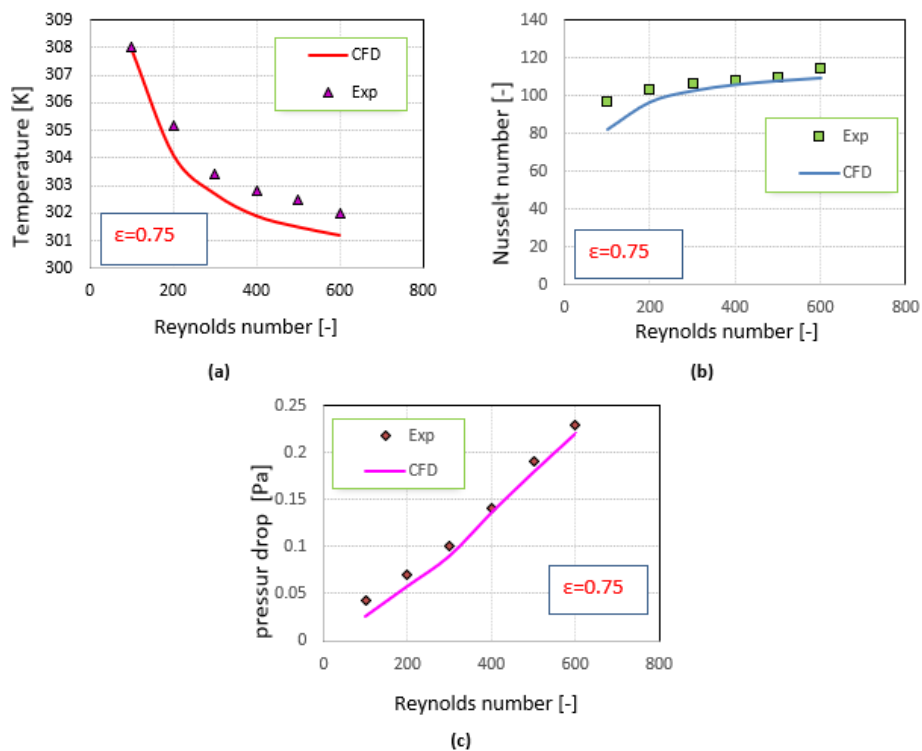 309
308
307
306
305
304
303
302
301
300
Temperature [K]
CFD
Exp
ε=0.75
0 200 400 600 800
Reynolds number [-]
(a)
140
120
100
80
60
40
20
0
Nusselt number [-]
Exp
CFD
ε=0.75
0 200 400 600 800
Reynolds number [-]
(b)
0.25
0.2
0.15
0.1
0.05
0
pressur drop [Pa]
Exp
CFD
ε=0.75
0 200 400 600 800
Reynolds number [-]
(c)